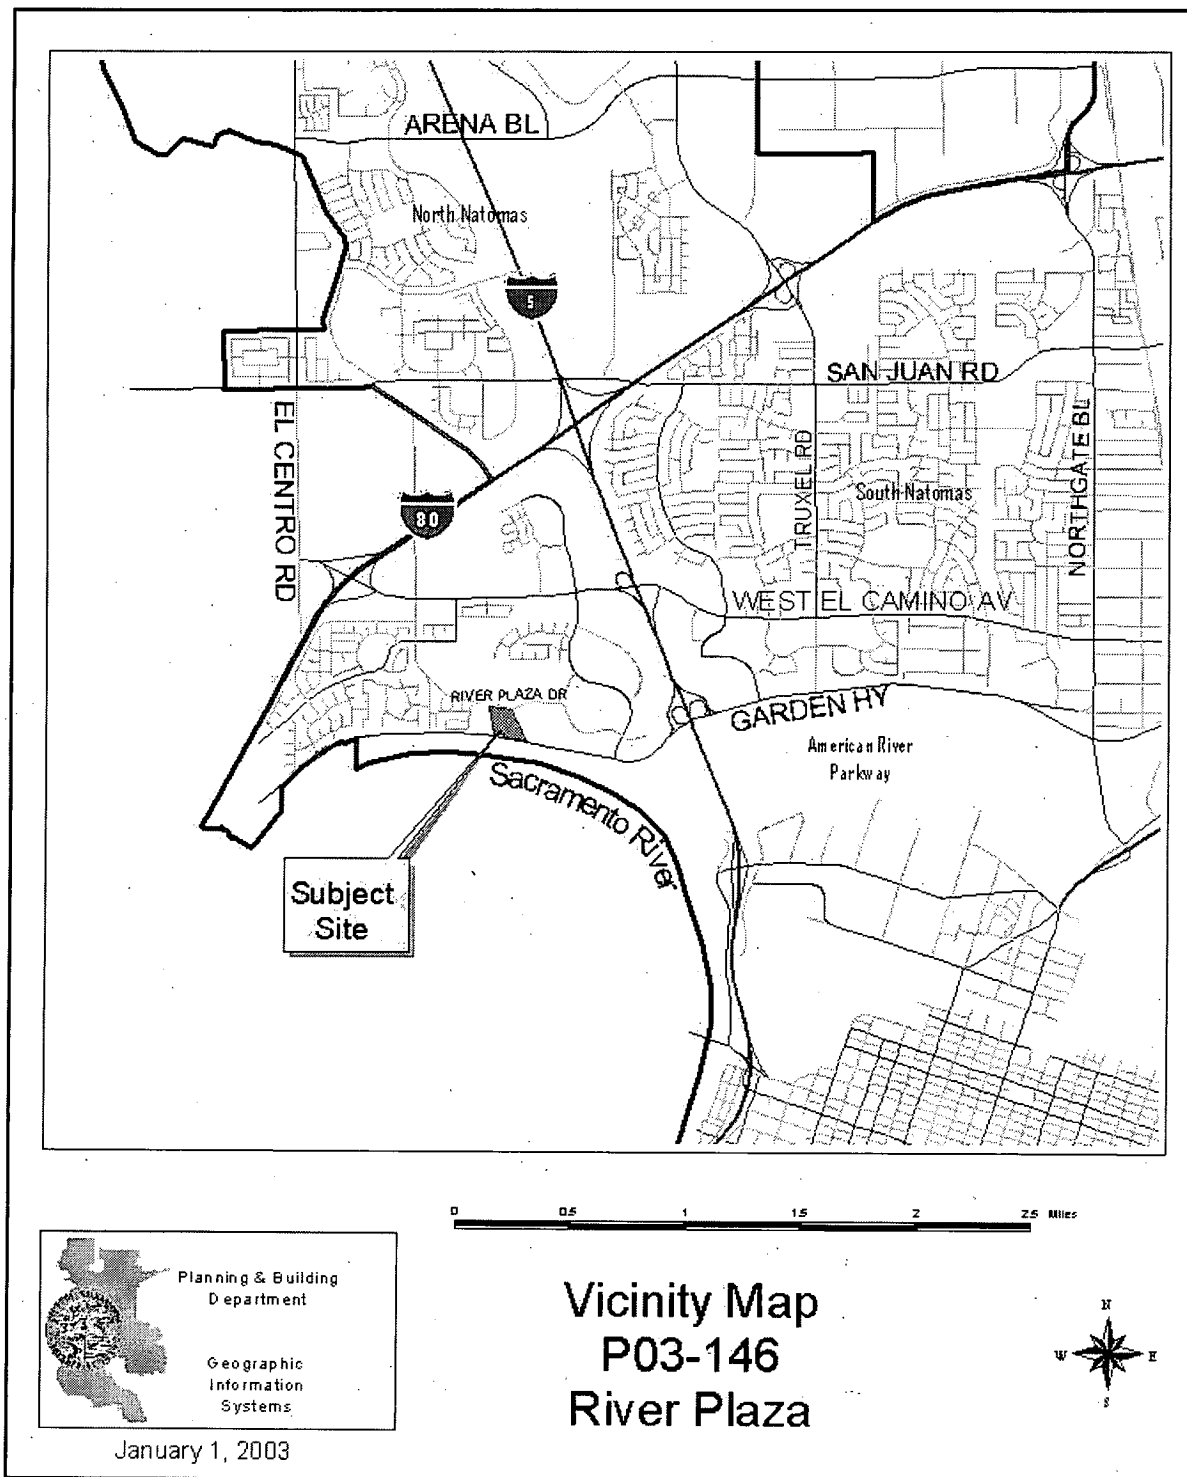 ARENA BL
North Natomas
5
SAN JUAN RD
EL CENTRO RD
TRUXEL RD
NORTHGATE BL
South Natomas
80
WEST EL CAMINO AV
RIVER PLAZA DR
GARDEN HY
American River
Parkway
Sacramento River
Subject
Site
0 0.5 1 1.5 2 2.5 Miles
Planning & Building
Department
Geographic
Information
Systems
January 1, 2003
Vicinity Map
P03-146
River Plaza
N
W E
S